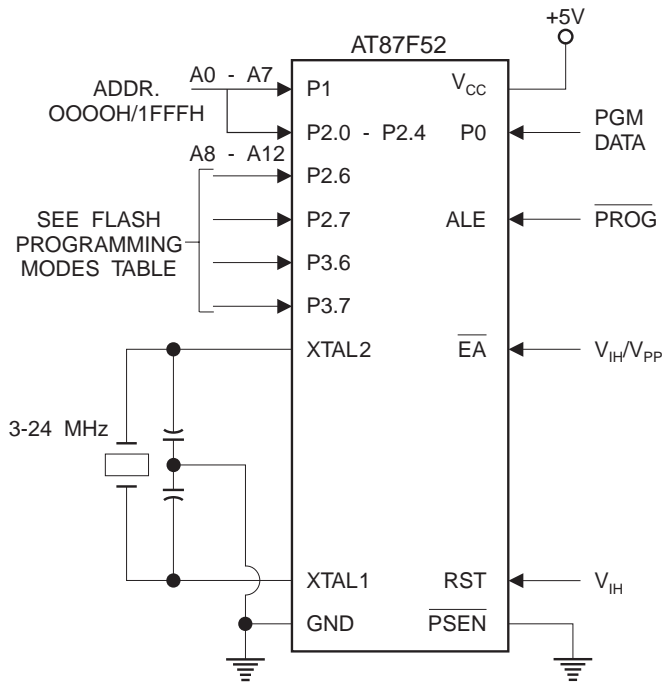 +5V
AT87F52
A0 - A7
ADDR.
OOOOH/1FFFH
P1
VCC
P2.0 - P2.4
P0
PGM
DATA
A8 - A12
P2.6
SEE FLASH
PROGRAMMING
MODES TABLE
P2.7
ALE
PROG
P3.6
P3.7
XTAL2
EA
VIH/VPP
3-24 MHz
XTAL1
RST
VIH
GND
PSEN